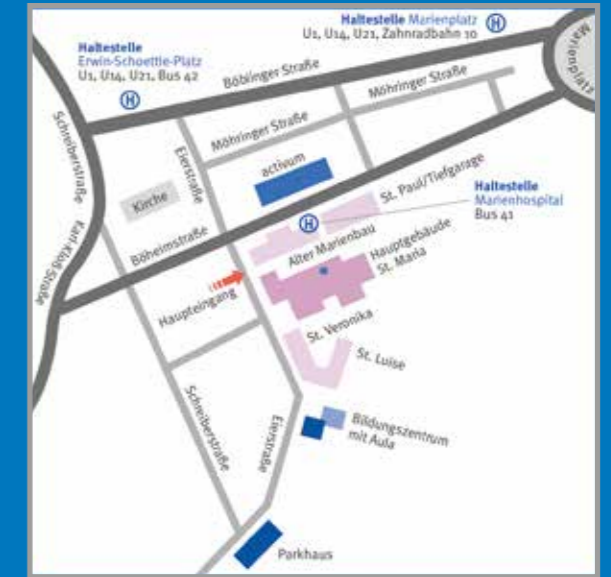 Haltestelle Marienplatz
U1, U14, U21, Zahnradbahn 10
H
Marienplatz
Haltestelle
Erwin-Schoettle-Platz
U1, U14, U21, Bus 42
H
Böblinger Straße
Möhringer Straße
Möhringer Straße
Schreiberstraße
Eierstraße
activum
Kirche
St. Paul/Tiefgarage
Haltestelle
Marienhospital
Bus 41
H
Karl-Kloß-Straße
Böheimstraße
Alter Marienbau
Hauptgebäude
St. Maria
Haupteingang
St. Veronika
St. Luise
Schreiberstraße
Eierstraße
Bildungszentrum
mit Aula
Parkhaus